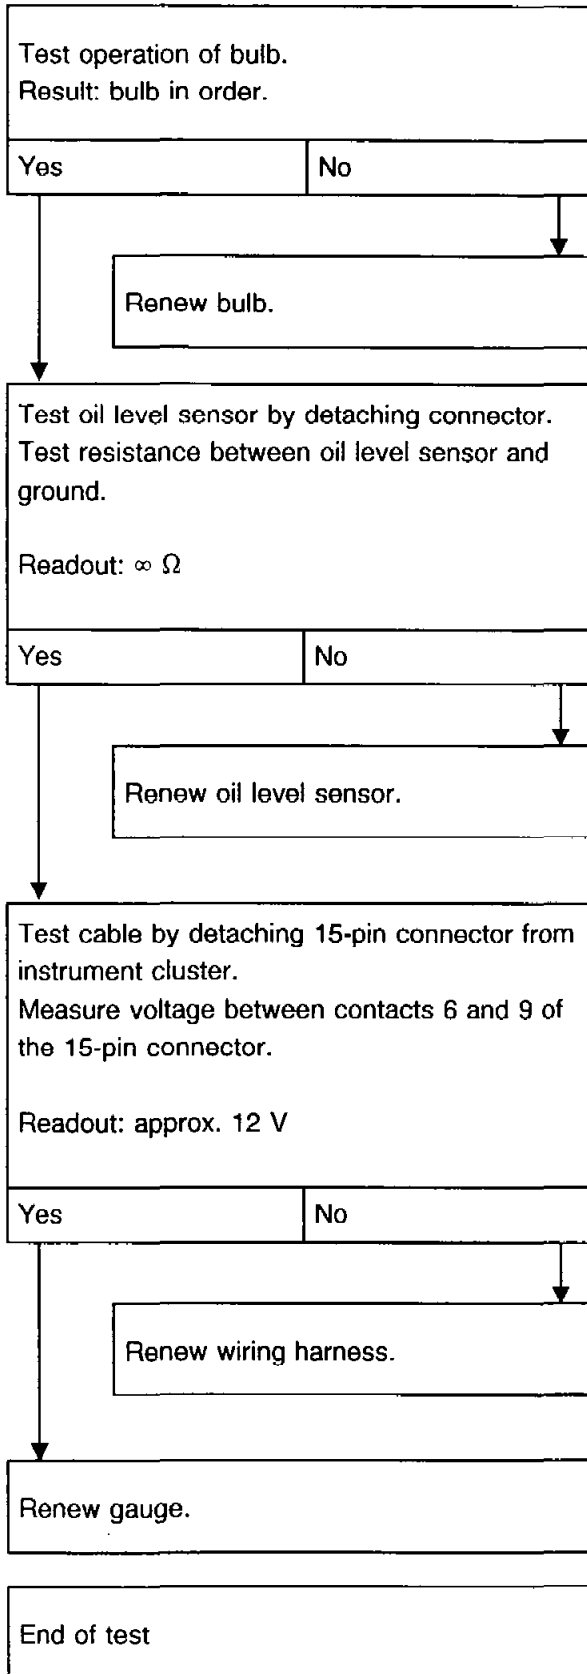 Test operation of bulb.
Result: bulb in order.
Yes
No
Renew bulb.
Test oil level sensor by detaching connector.
Test resistance between oil level sensor and
ground.
Readout: ∞ Ω
Yes
No
Renew oil level sensor.
Test cable by detaching 15-pin connector from
instrument cluster.
Measure voltage between contacts 6 and 9 of
the 15-pin connector.
Readout: approx. 12 V
Yes
No
Renew wiring harness.
Renew gauge.
End of test